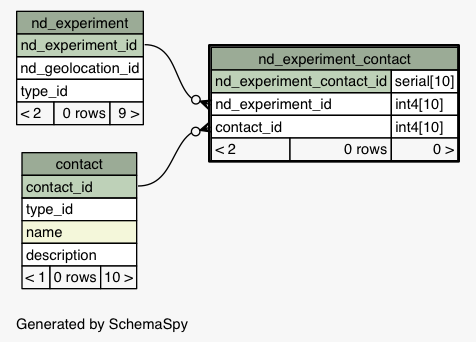 nd_experiment
nd_experiment_id
nd_geolocation_id
type_id
< 2 0 rows 9 >
nd_experiment_contact
nd_experiment_contact_id serial[10]
nd_experiment_id int4[10]
contact_id int4[10]
< 2 0 rows 0 >
contact
contact_id
type_id
name
description
< 1 0 rows 10 >
Generated by SchemaSpy